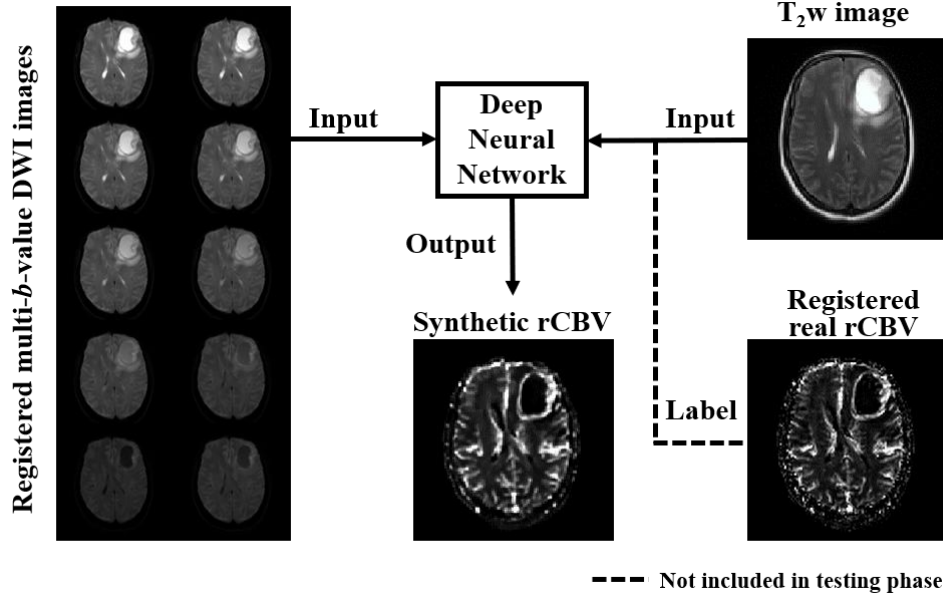 Registered multi-b-value DWI images
Input
Deep
Neural
Network
Input
T₂w image
Output
Synthetic rCBV
Registered
real rCBV
Label
Not included in testing phase